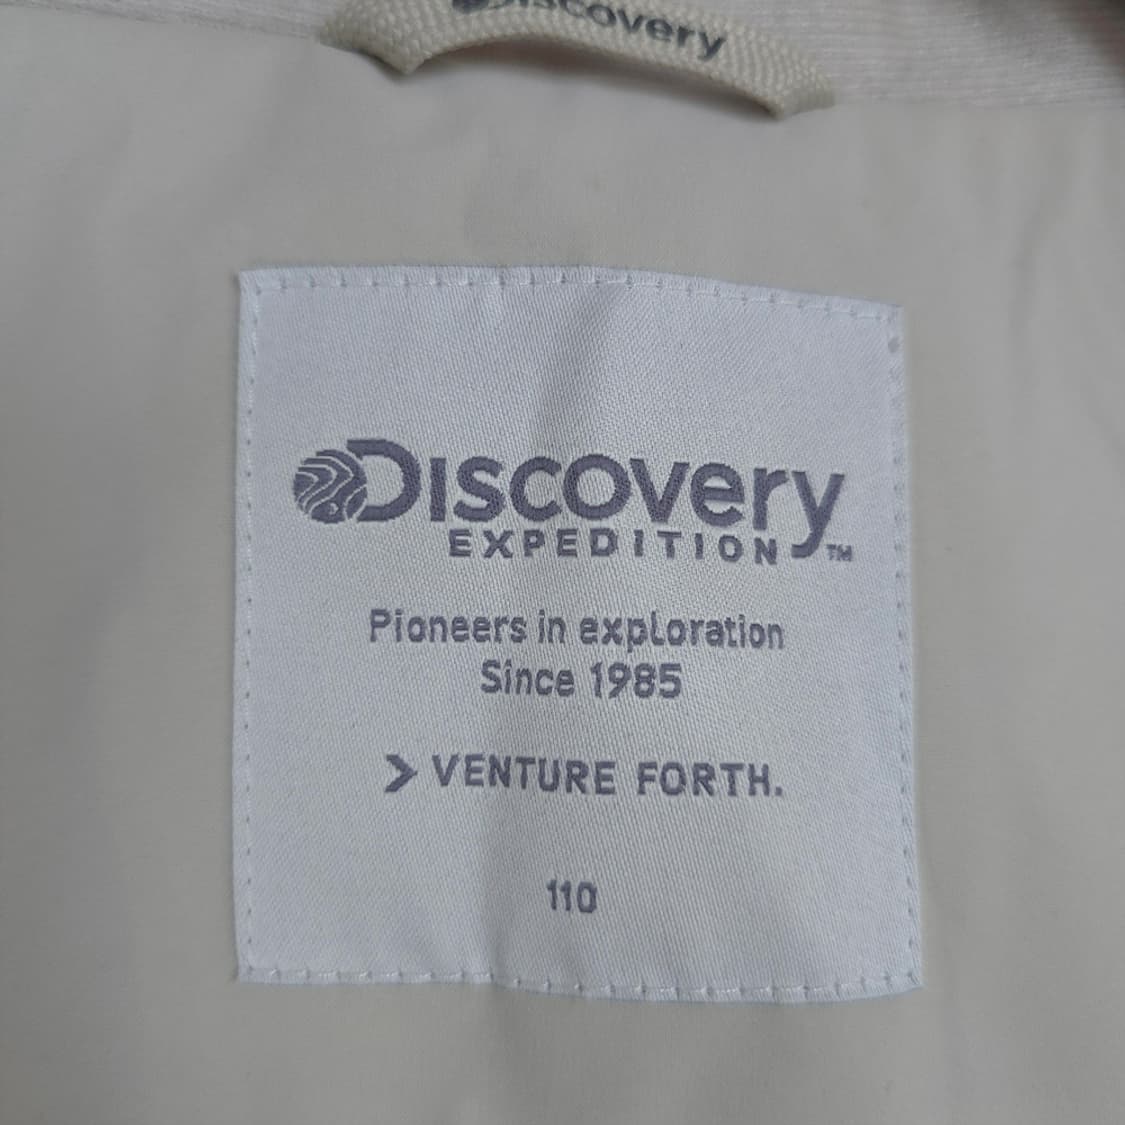 Discovery
Discovery
EXPEDITION™
Pioneers in exploration
Since 1985
> VENTURE FORTH.
110